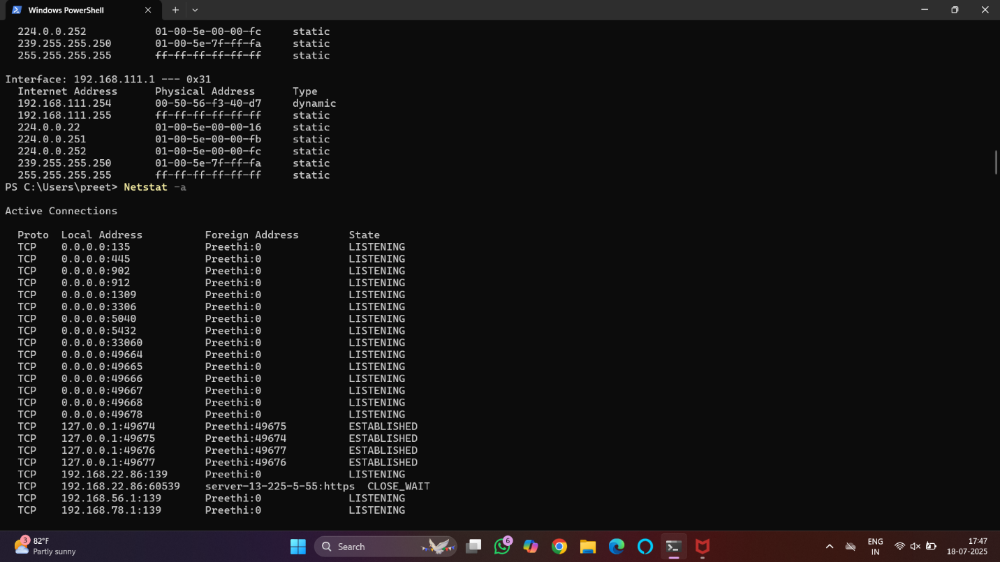 Windows PowerShell
224.0.0.252 01-00-5e-00-00-fc static
239.255.255.250 01-00-5e-7f-ff-fa static
255.255.255.255 ff-ff-ff-ff-ff-ff static
Interface: 192.168.111.1 --- 0x31
Internet Address Physical Address Type
192.168.111.254 00-50-56-f3-40-d7 dynamic
192.168.111.255 ff-ff-ff-ff-ff-ff static
224.0.0.22 01-00-5e-00-00-16 static
224.0.0.251 01-00-5e-00-00-fb static
224.0.0.252 01-00-5e-00-00-fc static
239.255.255.250 01-00-5e-7f-ff-fa static
255.255.255.255 ff-ff-ff-ff-ff-ff static
PS C:\Users\preet> Netstat -a
Active Connections
Proto Local Address Foreign Address State
TCP 0.0.0.0:135 Preethi:0 LISTENING
TCP 0.0.0.0:445 Preethi:0 LISTENING
TCP 0.0.0.0:902 Preethi:0 LISTENING
TCP 0.0.0.0:912 Preethi:0 LISTENING
TCP 0.0.0.0:1309 Preethi:0 LISTENING
TCP 0.0.0.0:3306 Preethi:0 LISTENING
TCP 0.0.0.0:5040 Preethi:0 LISTENING
TCP 0.0.0.0:5432 Preethi:0 LISTENING
TCP 0.0.0.0:33060 Preethi:0 LISTENING
TCP 0.0.0.0:49664 Preethi:0 LISTENING
TCP 0.0.0.0:49665 Preethi:0 LISTENING
TCP 0.0.0.0:49666 Preethi:0 LISTENING
TCP 0.0.0.0:49667 Preethi:0 LISTENING
TCP 0.0.0.0:49668 Preethi:0 LISTENING
TCP 0.0.0.0:49678 Preethi:0 LISTENING
TCP 127.0.0.1:49674 Preethi:49675 ESTABLISHED
TCP 127.0.0.1:49675 Preethi:49674 ESTABLISHED
TCP 127.0.0.1:49676 Preethi:49677 ESTABLISHED
TCP 127.0.0.1:49677 Preethi:49676 ESTABLISHED
TCP 192.168.22.86:139 Preethi:0 LISTENING
TCP 192.168.22.86:60539 server-13-225-5-55:https CLOSE_WAIT
TCP 192.168.56.1:139 Preethi:0 LISTENING
TCP 192.168.78.1:139 Preethi:0 LISTENING
3 82°F
Partly sunny
Search
6
ENG
IN
17:47
18-07-2025